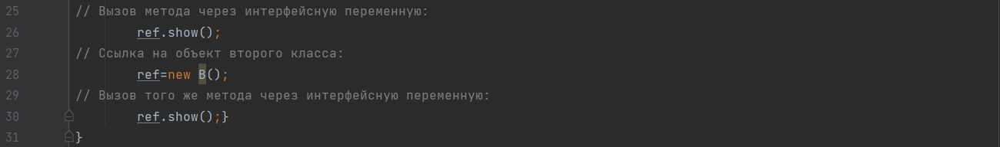 25 // Вызов метода через интерфейсную переменную:
26 ref.show();
27 // Ссылка на объект второго класса:
28 ref=new B();
29 // Вызов того же метода через интерфейсную переменную:
30 ref.show();}
31 }